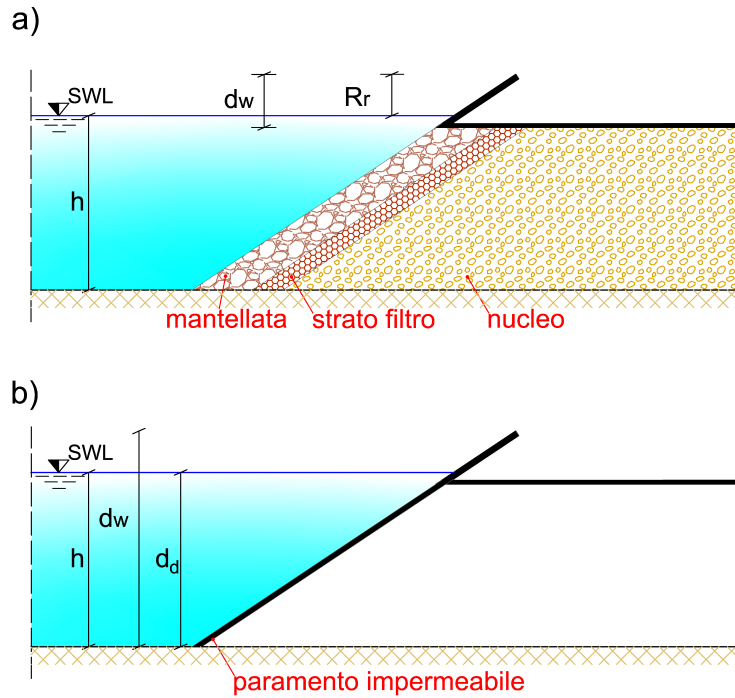 a)
SWL
dw
Rr
h
mantellata
strato filtro
nucleo
b)
SWL
dw
h
dd
paramento impermeabile